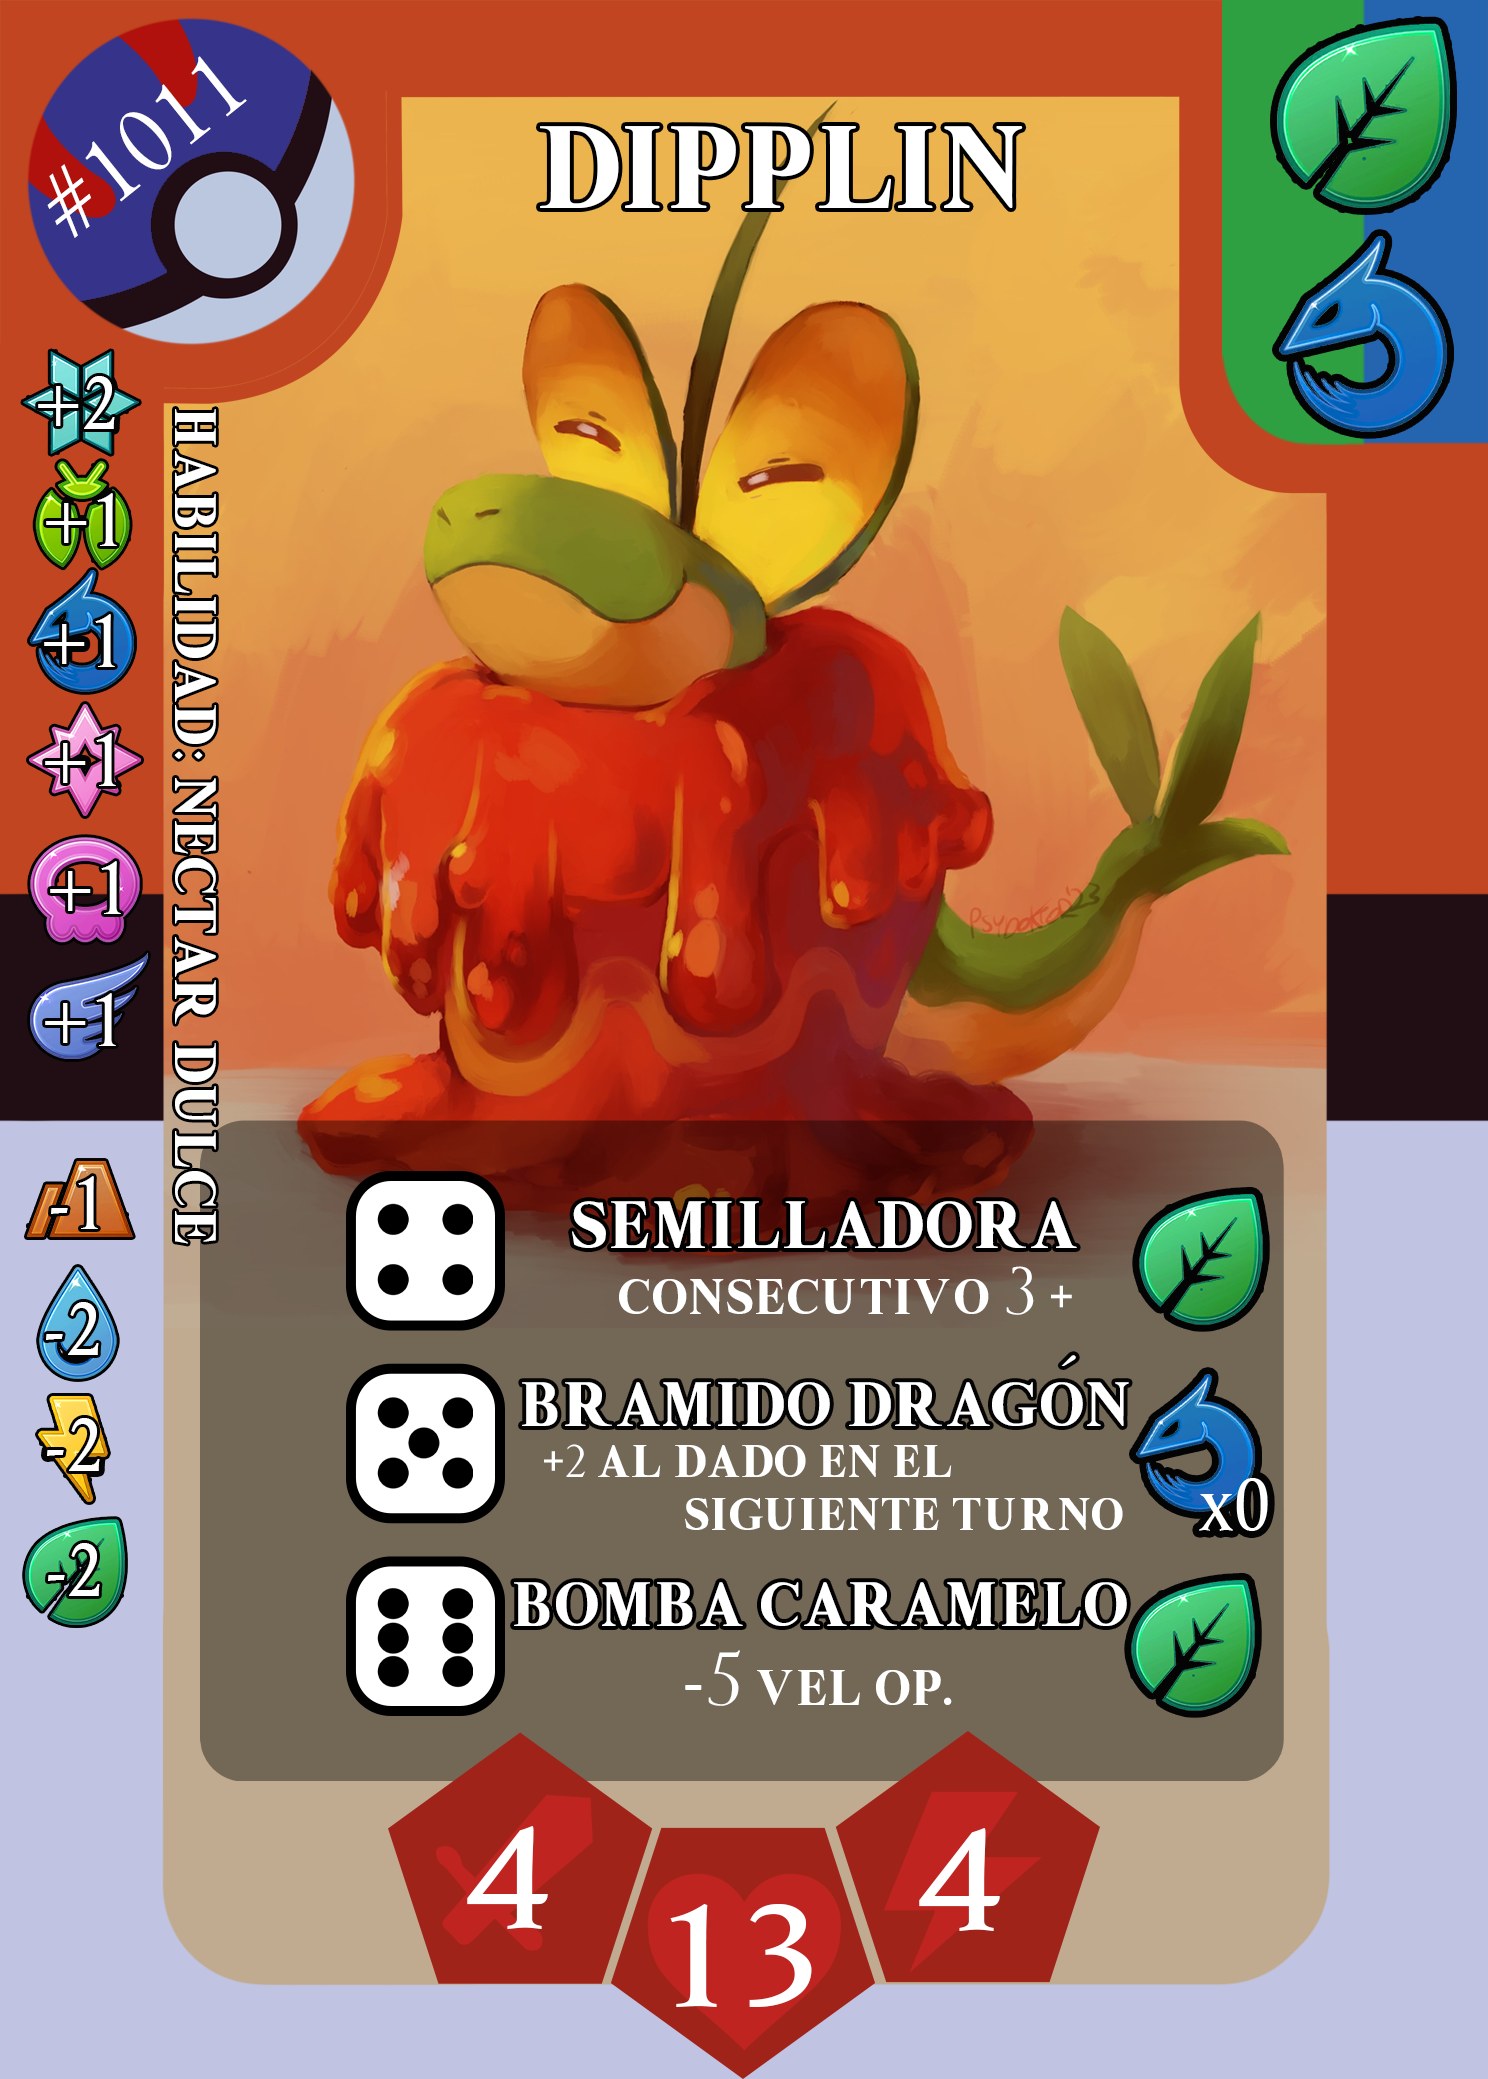 #1011
DIPPLIN
+2
+1
+1
+1
+1
+1
-1
-2
-2
-2
HABILIDAD: NECTAR DULCE
SEMILLADORA
CONSECUTIVO 3 +
BRAMIDO DRAGÓN
+2 AL DADO EN EL
SIGUIENTE TURNO
x0
BOMBA CARAMELO
-5 VEL OP.
4
13
4